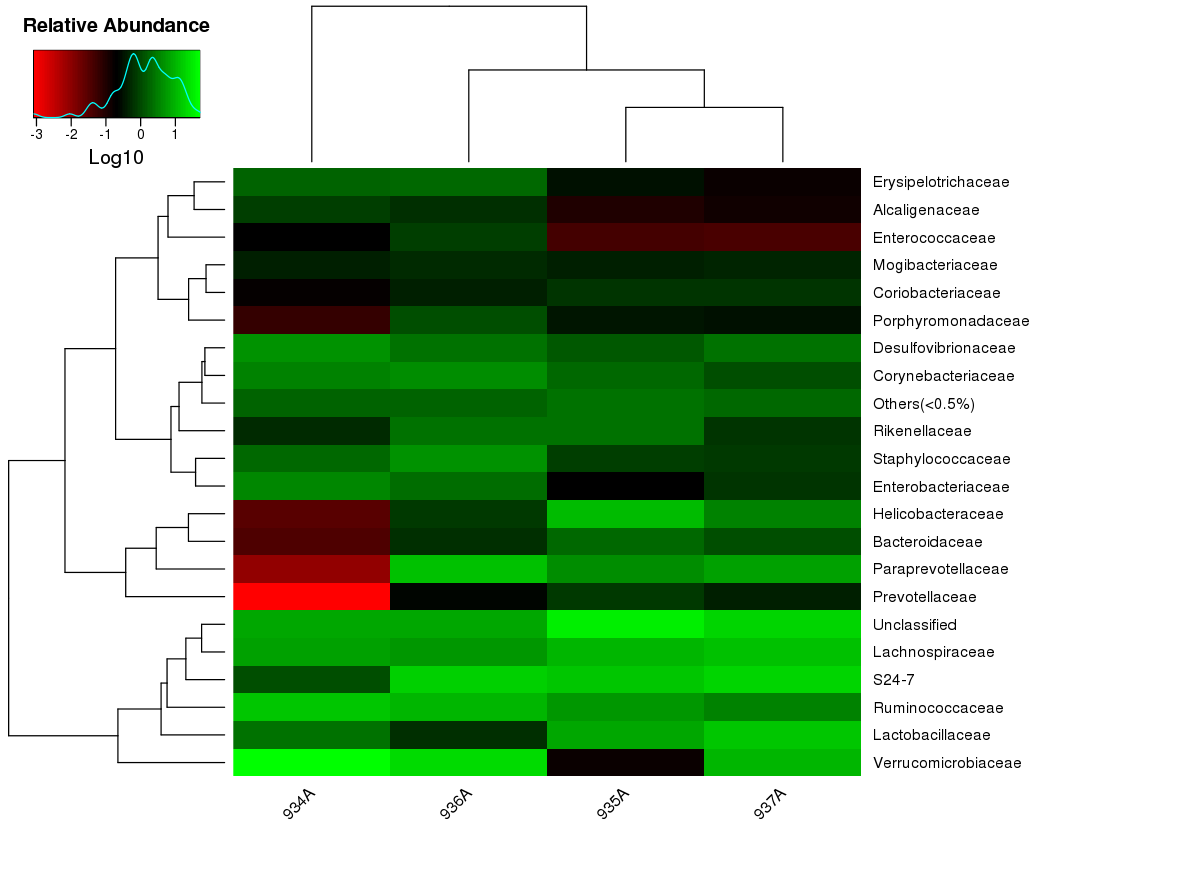 Relative Abundance
-3 -2 -1 0 1
Log10
Erysipelotrichaceae
Alcaligenaceae
Enterococcaceae
Mogibacteriaceae
Coriobacteriaceae
Porphyromonadaceae
Desulfovibrionaceae
Corynebacteriaceae
Others(<0.5%)
Rikenellaceae
Staphylococcaceae
Enterobacteriaceae
Helicobacteraceae
Bacteroidaceae
Paraprevotellaceae
Prevotellaceae
Unclassified
Lachnospiraceae
S24-7
Ruminococcaceae
Lactobacillaceae
Verrucomicrobiaceae
934A 936A 935A 937A